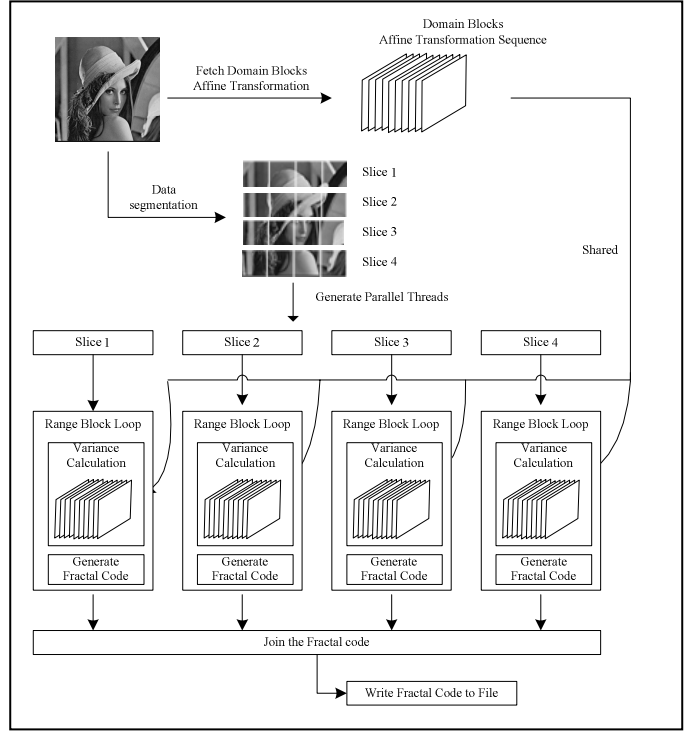 Domain Blocks
Affine Transformation Sequence
Fetch Domain Blocks
Affine Transformation
Data
segmentation
Slice 1
Slice 2
Slice 3
Slice 4
Shared
Generate Parallel Threads
Slice 1
Slice 2
Slice 3
Slice 4
Range Block Loop
Range Block Loop
Range Block Loop
Range Block Loop
Variance
Calculation
Variance
Calculation
Variance
Calculation
Variance
Calculation
Generate
Fractal Code
Generate
Fractal Code
Generate
Fractal Code
Generate
Fractal Code
Join the Fractal code
Write Fractal Code to File